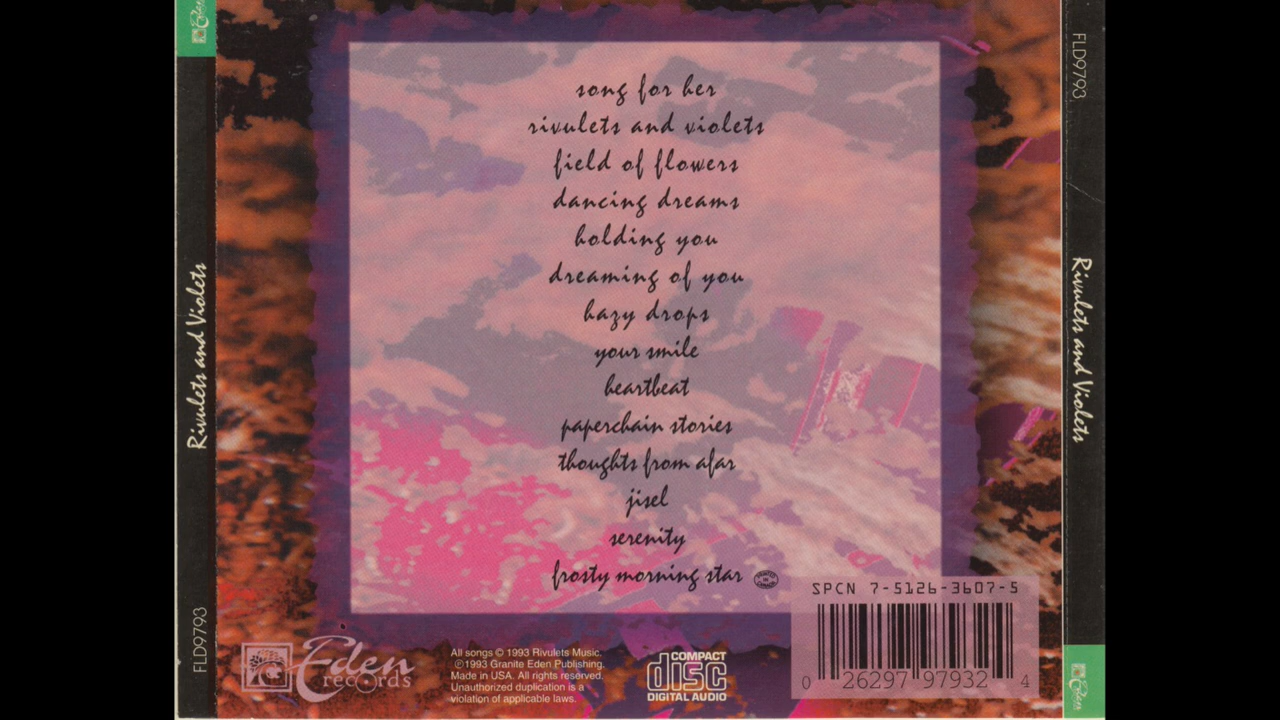 song for her
rivulets and violets
field of flowers
dancing dreams
holding you
dreaming of you
hazy drops
your smile
heartbeat
paperchain stories
thoughts from afar
jisel
serenity
frosty morning star
Rivulets and Violets
FLD9793
FLD9793
Rivulets and Violets
Eden
Eden
records
All songs © 1993 Rivulets Music.
℗1993 Granite Eden Publishing.
Made in USA. All rights reserved.
Unauthorized duplication is a
violation of applicable laws.
COMPACT
disc
DIGITAL AUDIO
SPCN 7-5126-3607-5
0 26297 97932 4
Eden